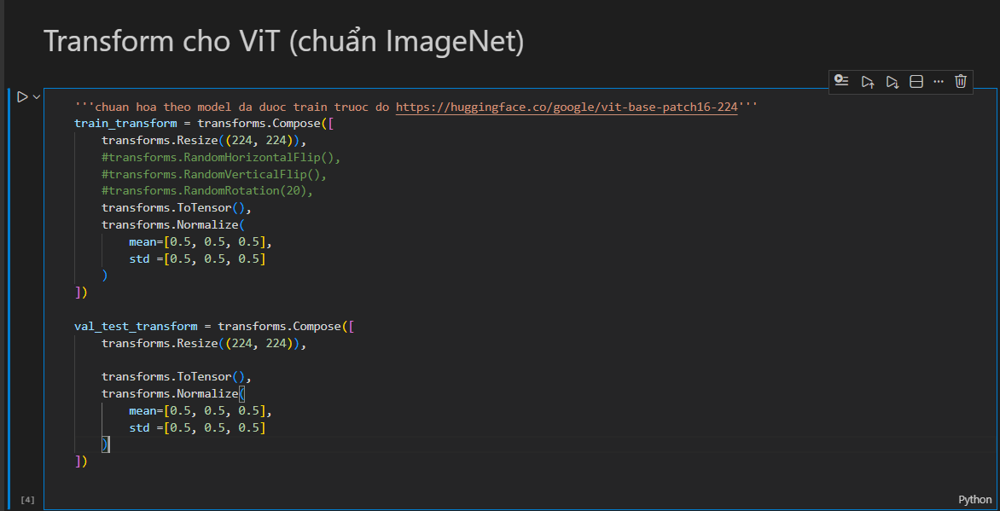 Transform cho ViT (chuẩn ImageNet)
'''chuan hoa theo model da duoc train truoc do https://huggingface.co/google/vit-base-patch16-224'''
train_transform = transforms.Compose([
    transforms.Resize((224, 224)),
    #transforms.RandomHorizontalFlip(),
    #transforms.RandomVerticalFlip(),
    #transforms.RandomRotation(20),
    transforms.ToTensor(),
    transforms.Normalize(
        mean=[0.5, 0.5, 0.5],
        std =[0.5, 0.5, 0.5]
    )
])
val_test_transform = transforms.Compose([
    transforms.Resize((224, 224)),
    transforms.ToTensor(),
    transforms.Normalize(
        mean=[0.5, 0.5, 0.5],
        std =[0.5, 0.5, 0.5]
    )
])
[4]
Python